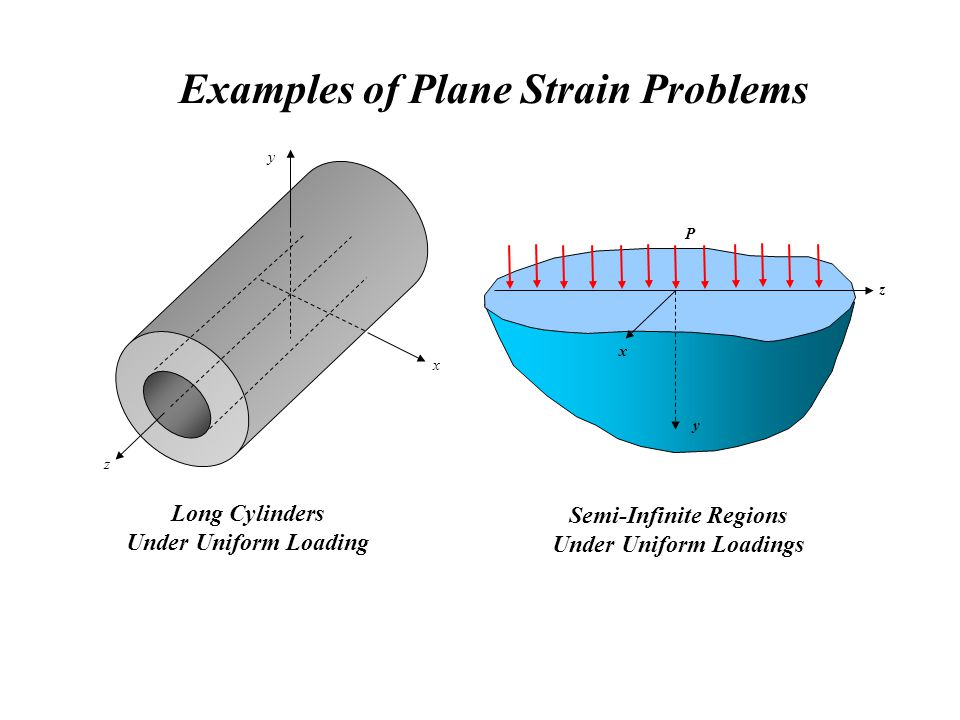 Examples of Plane Strain Problems
y
x
z
P
z
x
y
Long Cylinders
Under Uniform Loading
Semi-Infinite Regions
Under Uniform Loadings